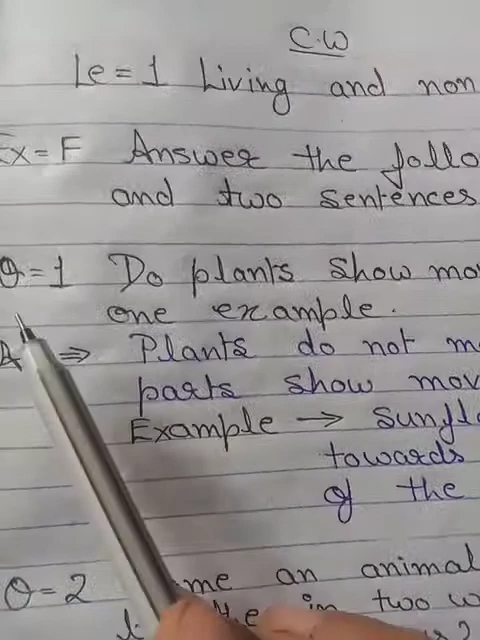 C.W
Le = 1 Living and non
Ex = F Answer the follo
and two sentences
Q = 1 Do plants show mo
one example.
A ⇒ Plants do not m
parts show mov
Example → Sunfl
towards
of the
Q = 2 me an animal
in two w